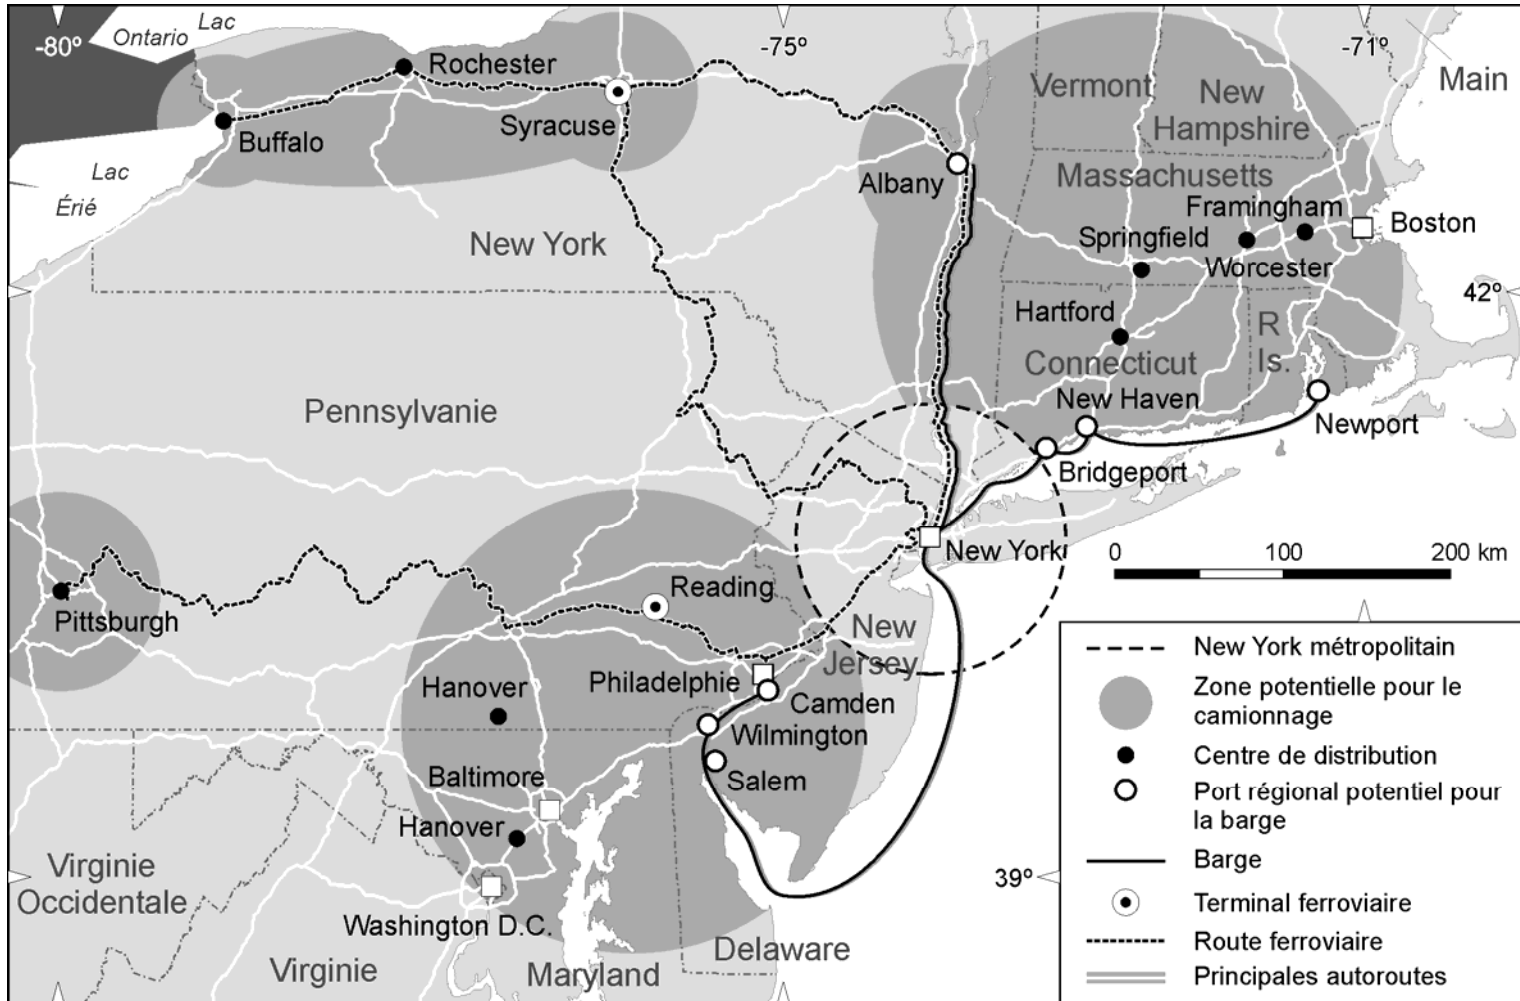 -80º
Lac
Ontario
-75º
-71º
Rochester
Vermont
New
Hampshire
Main
Buffalo
Syracuse
Albany
Massachusetts
Lac
Érié
Framingham
Boston
New York
Springfield
Worcester
42º
Hartford
R
Is.
Connecticut
Pennsylvanie
New Haven
Newport
Bridgeport
New York
0 100 200 km
Reading
Pittsburgh
New
Jersey
Philadelphie
Hanover
Camden
Wilmington
Baltimore
Salem
Hanover
Virginie
Occidentale
39º
Washington D.C.
Delaware
Virginie
Maryland
New York métropolitain
Zone potentielle pour le
camionnage
Centre de distribution
Port régional potentiel pour
la barge
Barge
Terminal ferroviaire
Route ferroviaire
Principales autoroutes